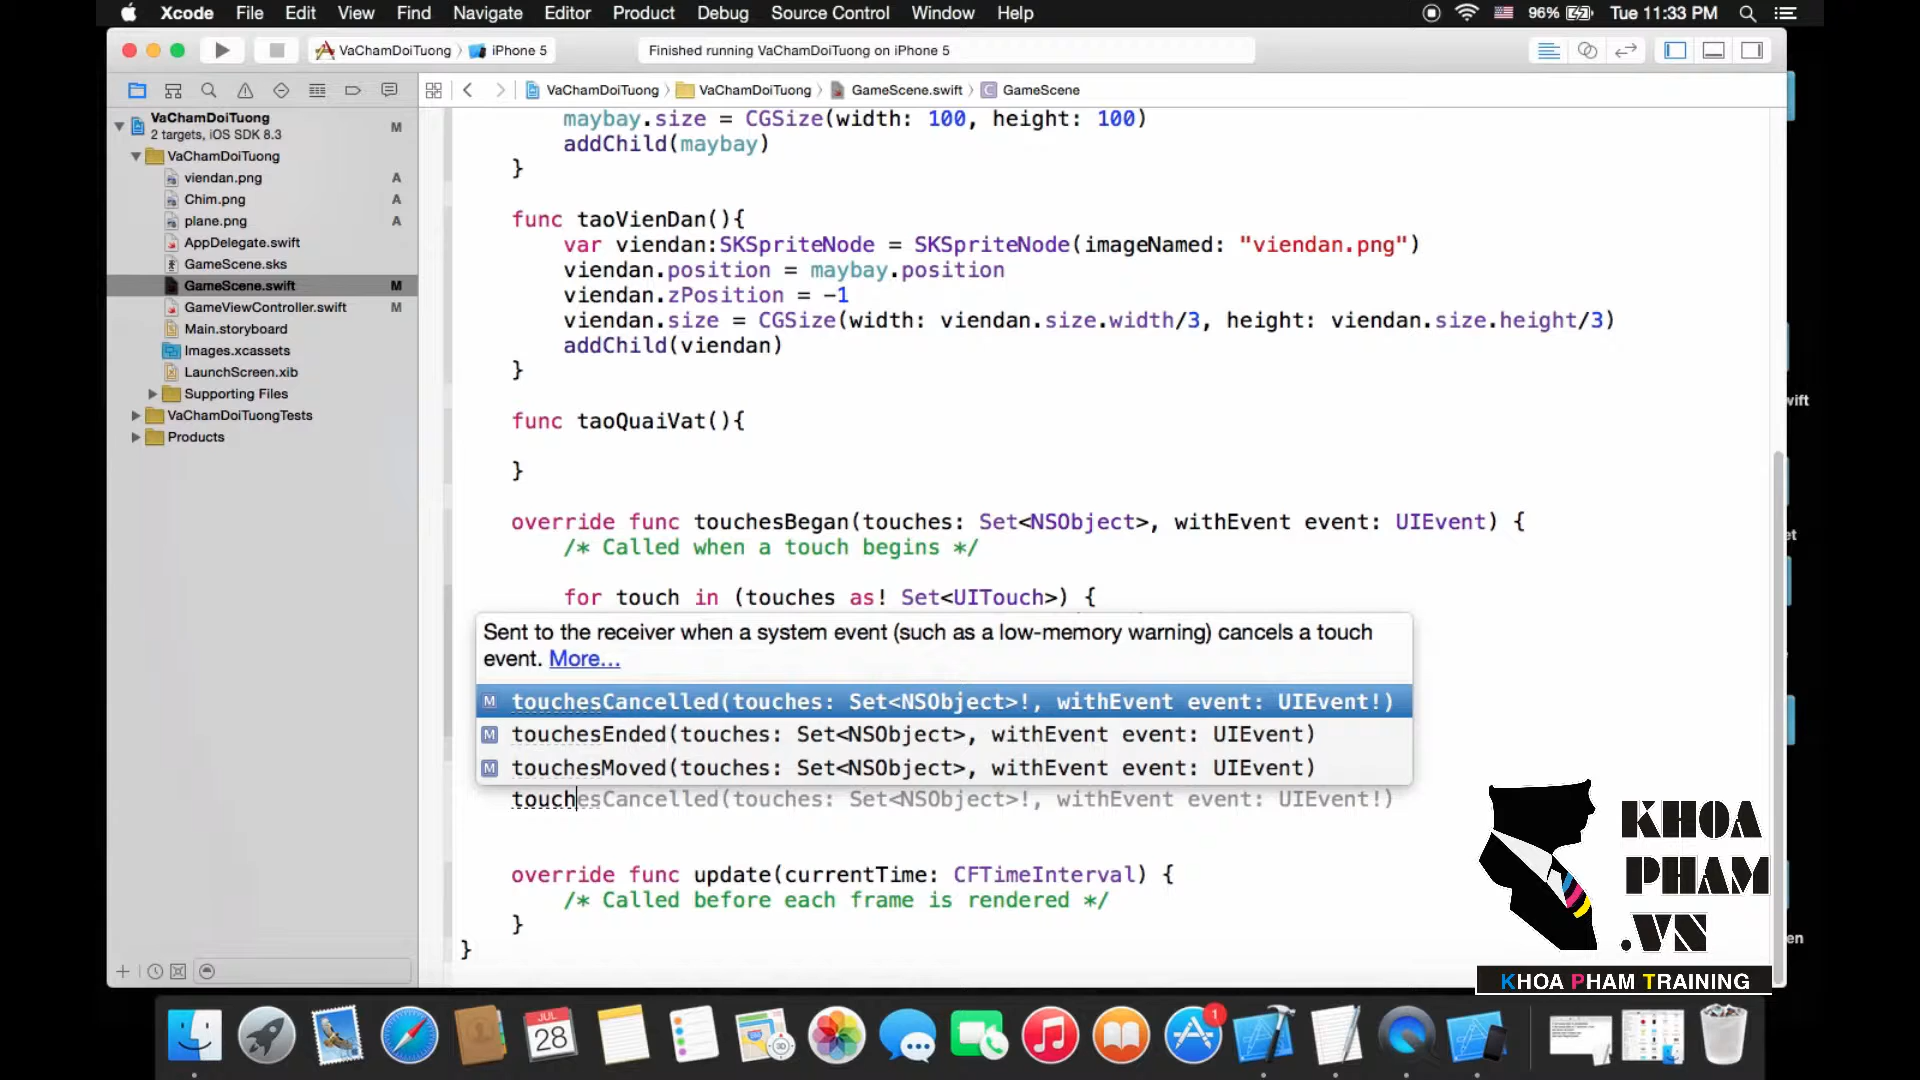 Xcode File Edit View Find Navigate Editor Product Debug Source Control Window Help 96% Tue 11:33 PM
VaChamDoiTuong iPhone 5 Finished running VaChamDoiTuong on iPhone 5
VaChamDoiTuong VaChamDoiTuong GameScene.swift GameScene
VaChamDoiTuong
2 targets, iOS SDK 8.3 M
VaChamDoiTuong
viendan.png A
Chim.png A
plane.png A
AppDelegate.swift
GameScene.sks
GameScene.swift M
GameViewController.swift M
Main.storyboard
Images.xcassets
LaunchScreen.xib
Supporting Files
VaChamDoiTuongTests
Products
maybay.size = CGSize(width: 100, height: 100)
addChild(maybay)
}
func taoVienDan(){
var viendan:SKSpriteNode = SKSpriteNode(imageNamed: "viendan.png")
viendan.position = maybay.position
viendan.zPosition = -1
viendan.size = CGSize(width: viendan.size.width/3, height: viendan.size.height/3)
addChild(viendan)
}
func taoQuaiVat(){
}
override func touchesBegan(touches: Set<NSObject>, withEvent event: UIEvent) {
/* Called when a touch begins */
for touch in (touches as! Set<UITouch>) {
Sent to the receiver when a system event (such as a low-memory warning) cancels a touch
event. More...
M touchesCancelled(touches: Set<NSObject>!, withEvent event: UIEvent!)
M touchesEnded(touches: Set<NSObject>, withEvent event: UIEvent)
M touchesMoved(touches: Set<NSObject>, withEvent event: UIEvent)
touchesCancelled(touches: Set<NSObject>!, withEvent event: UIEvent!)
override func update(currentTime: CFTimeInterval) {
/* Called before each frame is rendered */
}
}
KHOA
PHAM
.VN
KHOA PHAM TRAINING
JUL
28
1